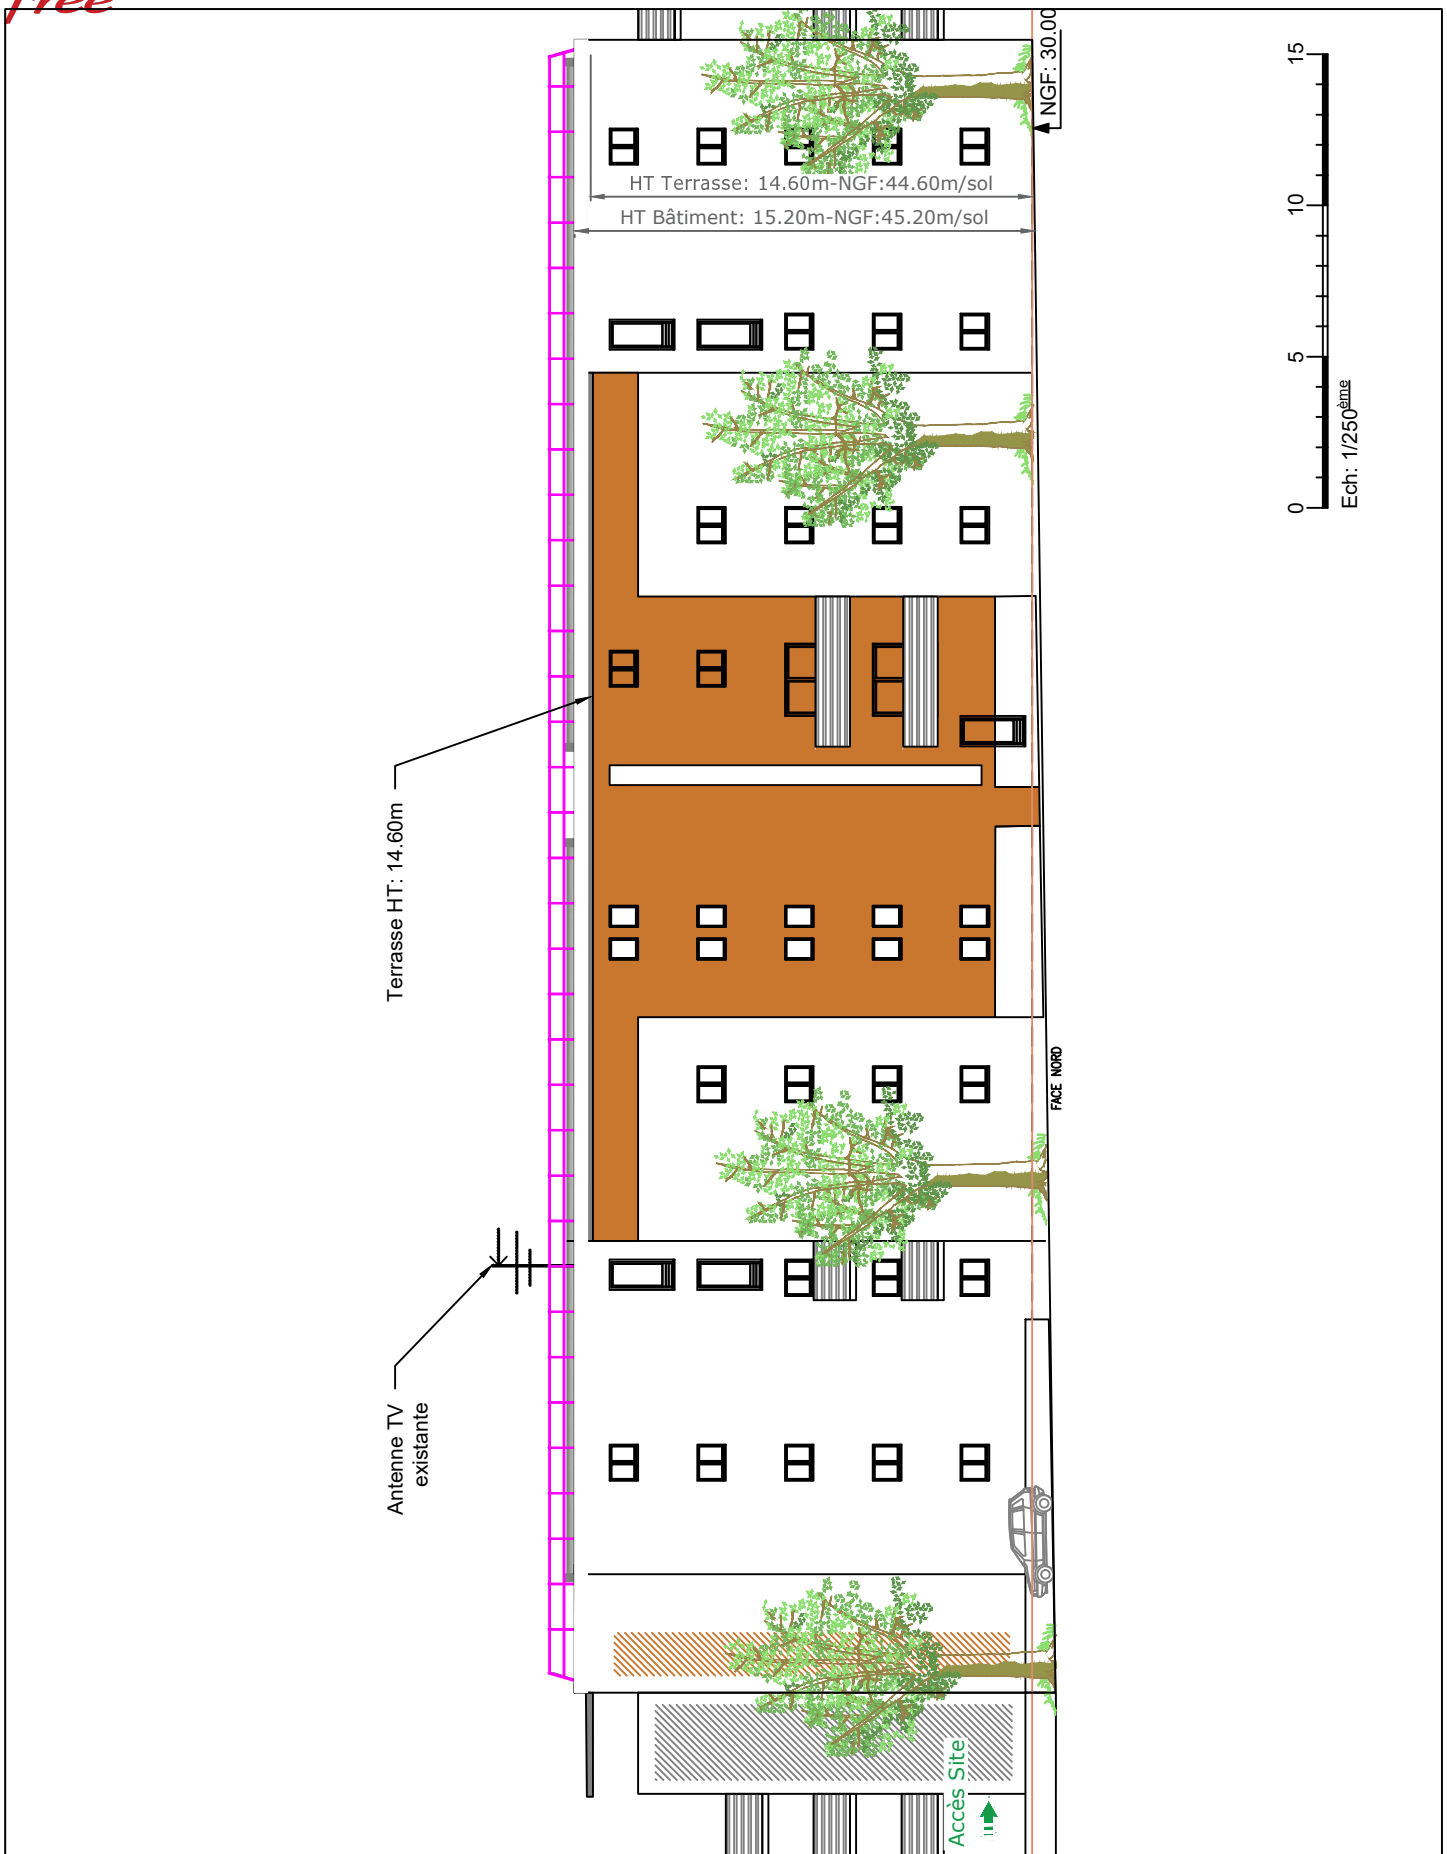 free
Antenne TV
existante
Terrasse HT: 14.60m
HT Terrasse: 14.60m-NGF:44.60m/sol
HT Bâtiment: 15.20m-NGF:45.20m/sol
NGF: 30.00
Accès Site
FACE NORD
0 5 10 15
Ech: 1/250ème